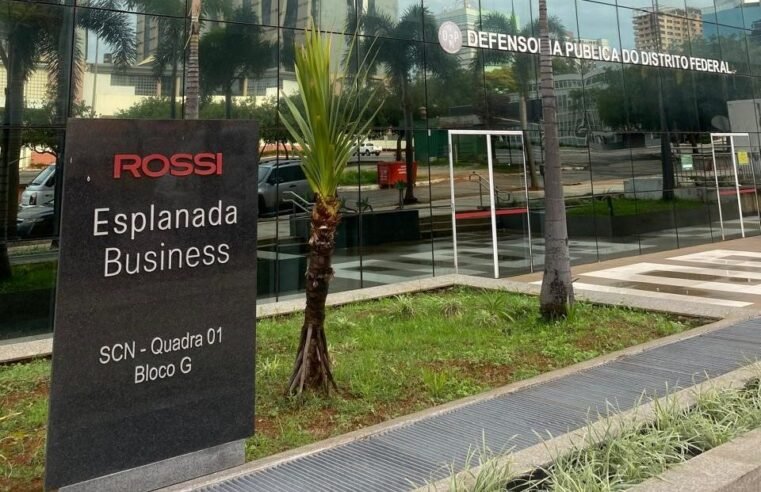 ROSSI
Esplanada
Business
SCN - Quadra 01
Bloco G
DEFENSORIA PÚBLICA DO DISTRITO FEDERAL